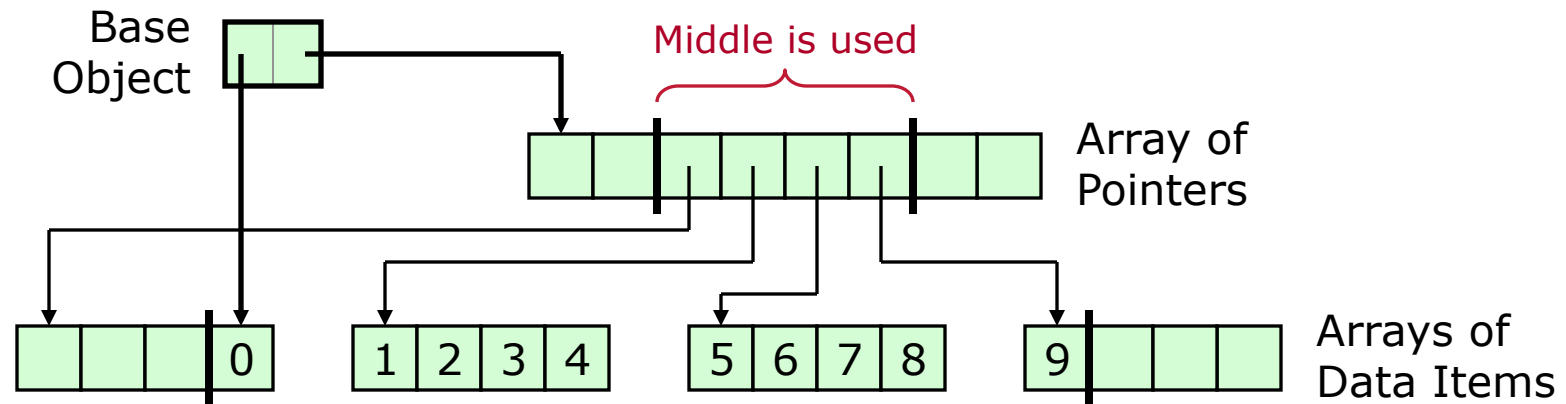 Base
Object
Middle is used
Array of
Pointers
0
1 2 3 4
5 6 7 8
9
Arrays of
Data Items